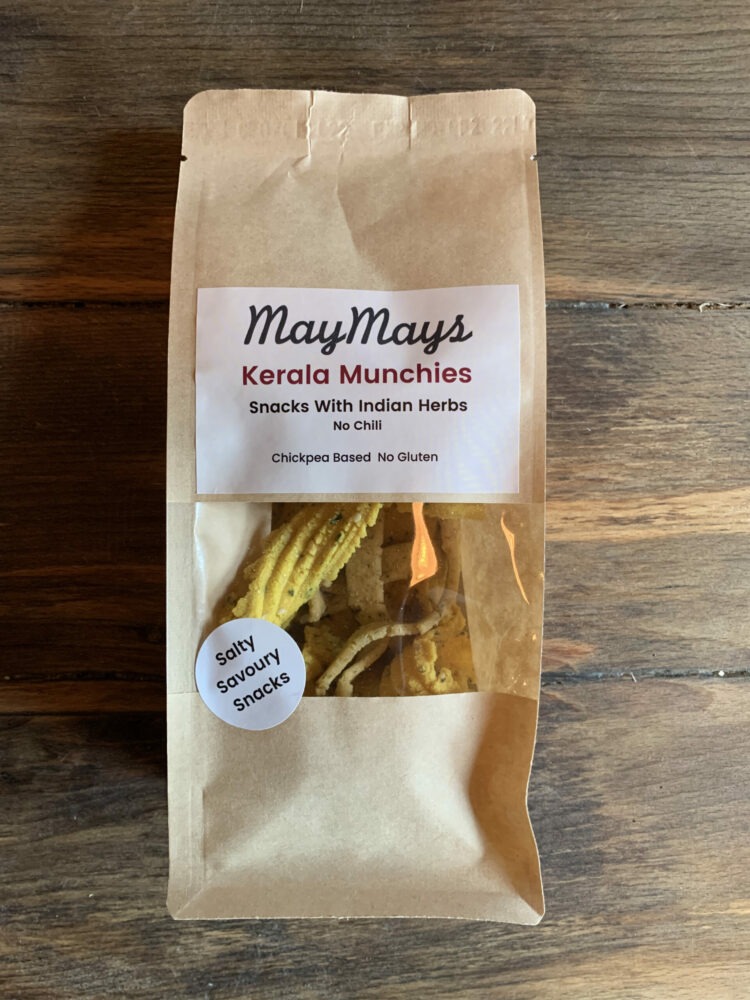 MayMays
Kerala Munchies
Snacks With Indian Herbs
No Chili
Chickpea Based No Gluten
Salty
Savoury
Snacks